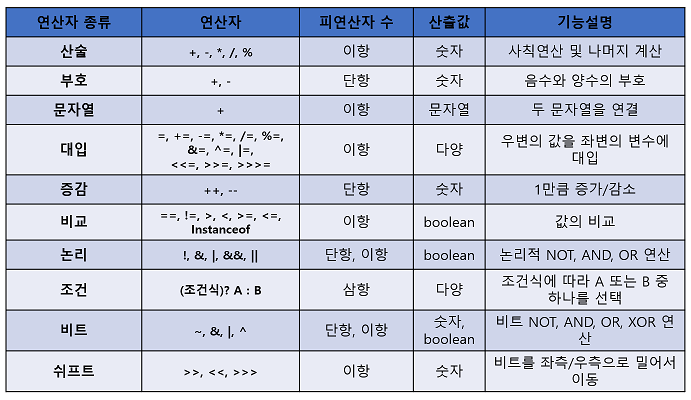 연산자 종류 연산자 피연산자 수 산출값 기능설명
산술 +, -, *, /, % 이항 숫자 사칙연산 및 나머지 계산
부호 +, - 단항 숫자 음수와 양수의 부호
문자열 + 이항 문자열 두 문자열을 연결
대입 =, +=, -=, *=, /=, %=,
&=, ^=, |=,
<<=, >>=, >>>= 이항 다양 우변의 값을 좌변의 변수에
대입
증감 ++, -- 단항 숫자 1만큼 증가/감소
비교 ==, !=, >, <, >=, <=,
Instanceof 이항 boolean 값의 비교
논리 !, &, |, &&, || 단항, 이항 boolean 논리적 NOT, AND, OR 연산
조건 (조건식)? A : B 삼항 다양 조건식에 따라 A 또는 B 중
하나를 선택
비트 ~, &, |, ^ 단항, 이항 숫자,
boolean 비트 NOT, AND, OR, XOR 연
산
쉬프트 >>, <<, >>> 이항 숫자 비트를 좌측/우측으로 밀어서
이동